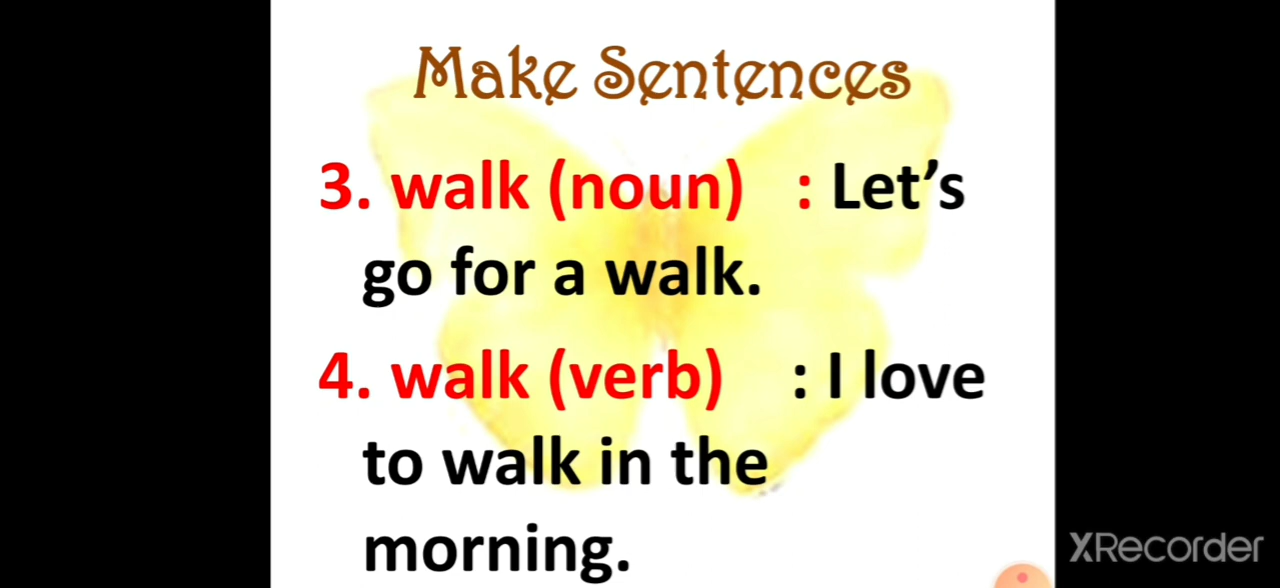 Make Sentences
3. walk (noun) : Let’s
go for a walk.
4. walk (verb) : I love
to walk in the
morning.
XRecorder